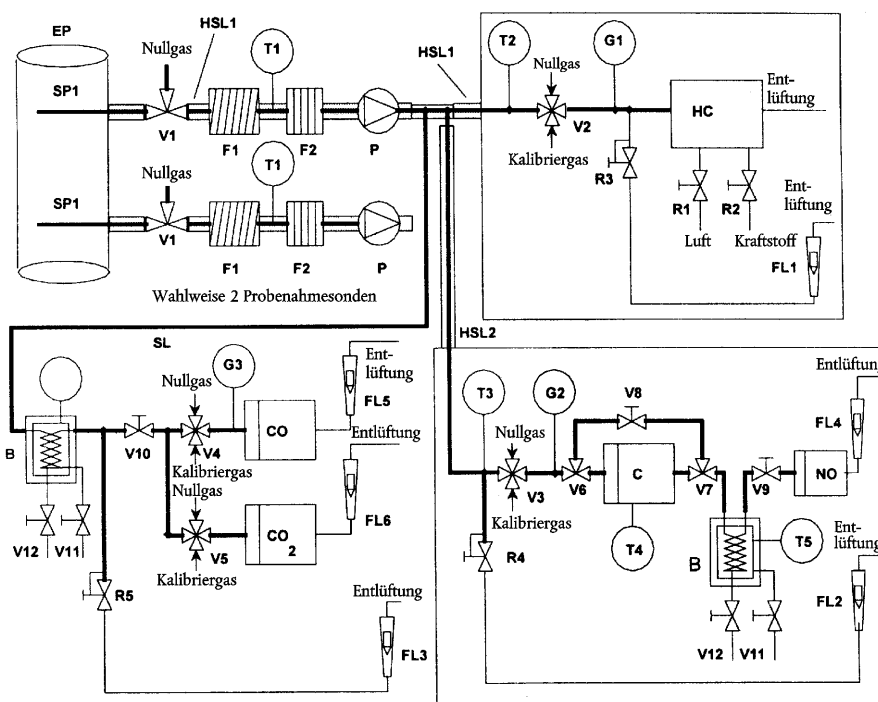 EP
Nullgas
HSL1
T1
SP1
V1
F1
F2
P
HSL1
Nullgas
T1
SP1
V1
F1
F2
P
Wahlweise 2 Probenahmesonden
T2
G1
Nullgas
V2
Kalibriergas
HC
Ent-
lüftung
R3
R1
R2
Luft
Kraftstoff
Ent-
lüftung
FL1
HSL2
SL
G3
Nullgas
Ent-
lüftung
FL5
B
V10
V4
CO
Kalibriergas
Nullgas
Entlüftung
V5
CO2
FL6
Kalibriergas
V12
V11
R5
Entlüftung
FL3
T3
G2
V8
Entlüftung
FL4
Nullgas
V3
V6
C
V7
V9
NO
Kalibriergas
T4
T5
B
Ent-
lüftung
R4
FL2
V12
V11